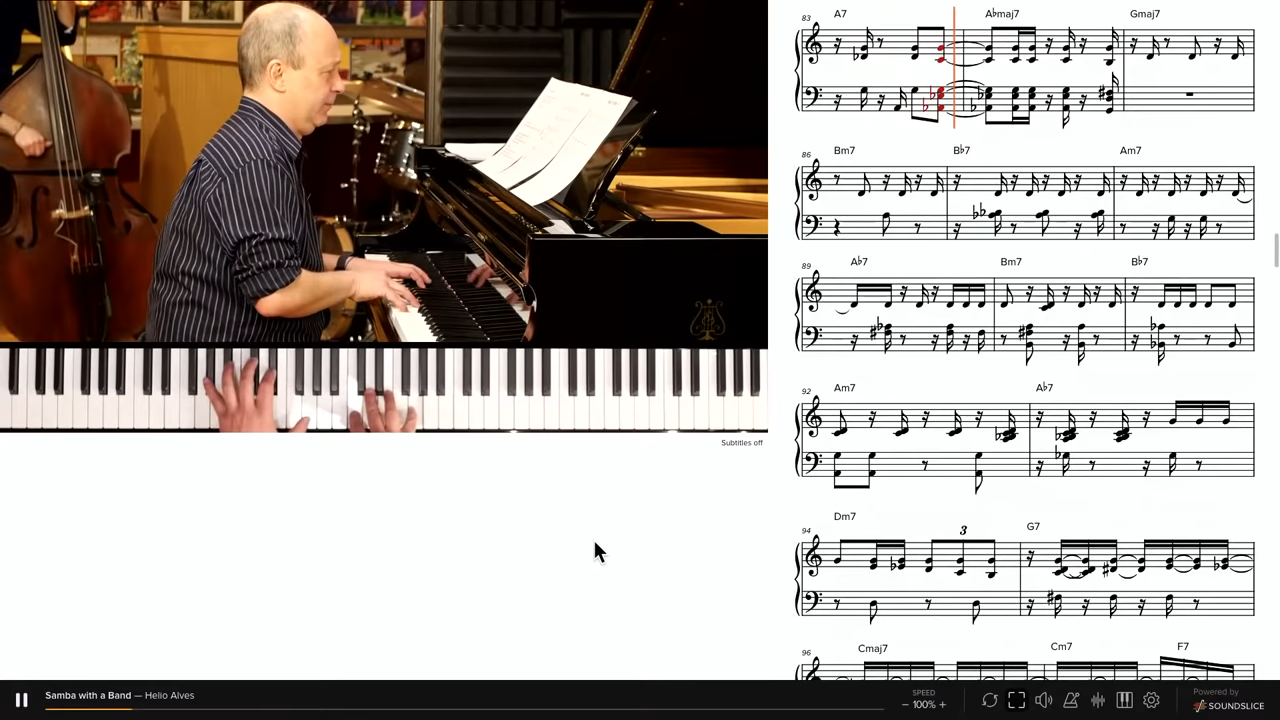 83
A7
A♭maj7
Gmaj7
86
Bm7
B♭7
Am7
89
A♭7
Bm7
B♭7
Subtitles off
92
Am7
A♭7
94
Dm7
3
G7
96
Cmaj7
Cm7
F7
Samba with a Band — Helio Alves
SPEED
− 100% +
Powered by
SOUNDSLICE